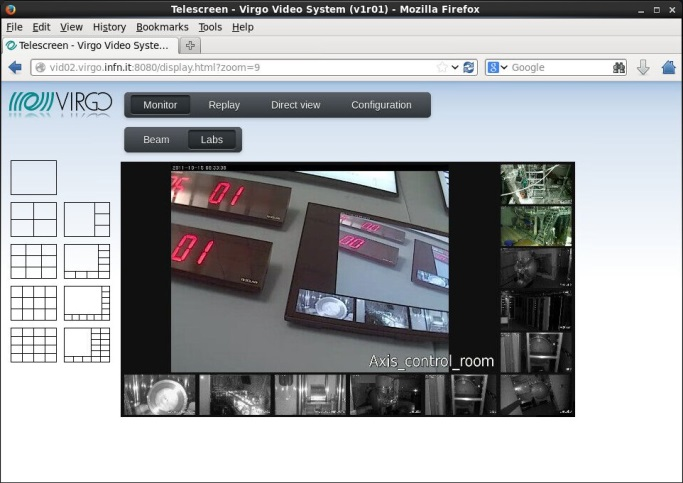 Telescreen - Virgo Video System (v1r01) - Mozilla Firefox
File Edit View History Bookmarks Tools Help
Telescreen - Virgo Video Syste...
vid02.virgo.infn.it:8080/display.html?zoom=9
Google
VIRGO
Monitor Replay Direct view Configuration
Beam Labs
01
01
00
Axis_control_room